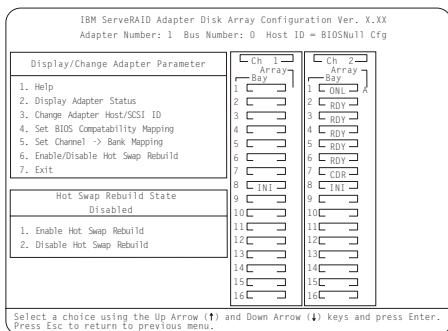 IBM ServeRAID Adapter Disk Array Configuration Ver. X.XX
Adapter Number: 1 Bus Number: 0 Host ID = BIOSNull Cfg
Display/Change Adapter Parameter
1. Help
2. Display Adapter Status
3. Change Adapter Host/SCSI ID
4. Set BIOS Compatability Mapping
5. Set Channel -> Bank Mapping
6. Enable/Disable Hot Swap Rebuild
7. Exit
Hot Swap Rebuild State
Disabled
1. Enable Hot Swap Rebuild
2. Disable Hot Swap Rebuild
Ch 1
Array
Bay
1
2
3
4
5
6
7
8 INI
9
10
11
12
13
14
15
16
Ch 2
Array
Bay
1 ONL A
2 RDY
3 RDY
4 RDY
5 RDY
6 RDY
7 CDR
8 INI
9
10
11
12
13
14
15
16
Select a choice using the Up Arrow (↑) and Down Arrow (↓) keys and press Enter.
Press Esc to return to previous menu.